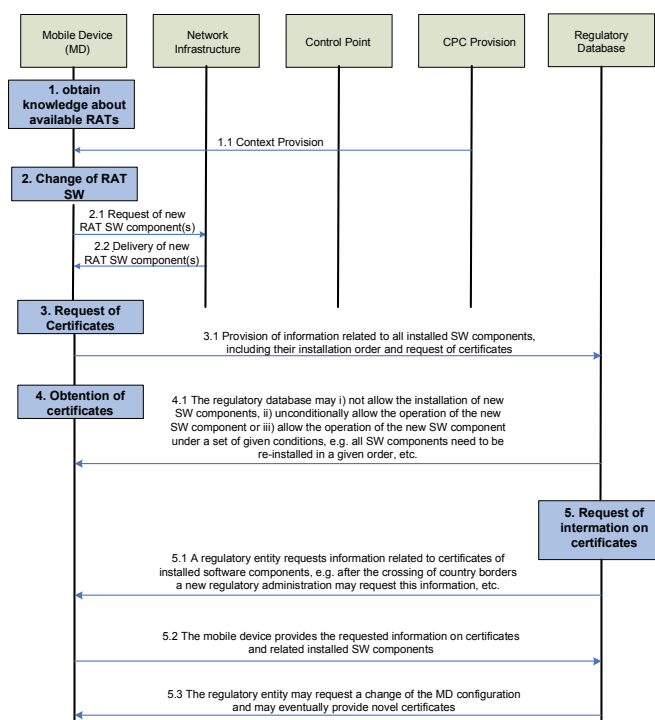 Mobile Device
(MD)
Network
Infrastructure
Control Point
CPC Provision
Regulatory
Database
1. obtain
knowledge about
available RATs
1.1 Context Provision
2. Change of RAT
SW
2.1 Request of new
RAT SW component(s)
2.2 Delivery of new
RAT SW component(s)
3. Request of
Certificates
3.1 Provision of information related to all installed SW components,
including their installation order and request of certificates
4. Obtention of
certificates
4.1 The regulatory database may i) not allow the installation of new
SW components, ii) unconditionally allow the operation of the new
SW component or iii) allow the operation of the new SW component
under a set of given conditions, e.g. all SW components need to be
re-installed in a given order, etc.
5. Request of
intermation on
certificates
5.1 A regulatory entity requests information related to certificates of
installed software components, e.g. after the crossing of country borders
a new regulatory administration may request this information, etc.
5.2 The mobile device provides the requested information on certificates
and related installed SW components
5.3 The regulatory entity may request a change of the MD configuration
and may eventually provide novel certificates